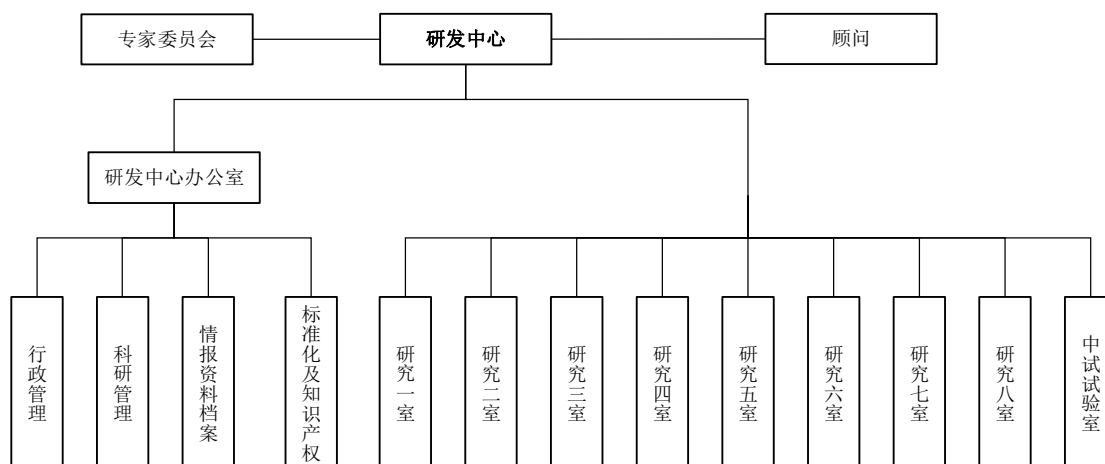 专家委员会
研发中心
顾问
研发中心办公室
行政管理
科研管理
情报资料档案
标准化及知识产权
研究一室
研究二室
研究三室
研究四室
研究五室
研究六室
研究七室
研究八室
中试试验室